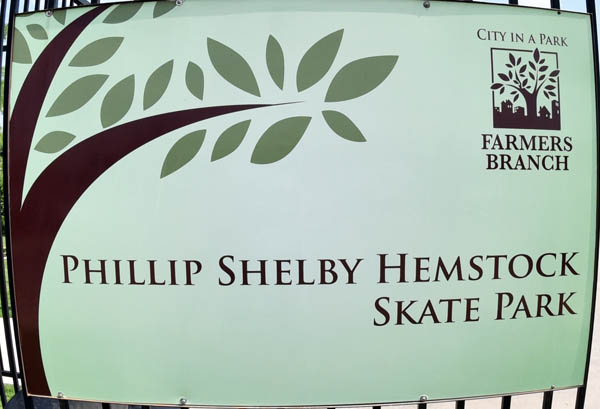 CITY IN A PARK
FARMERS
BRANCH
PHILLIP SHELBY HEMSTOCK
SKATE PARK